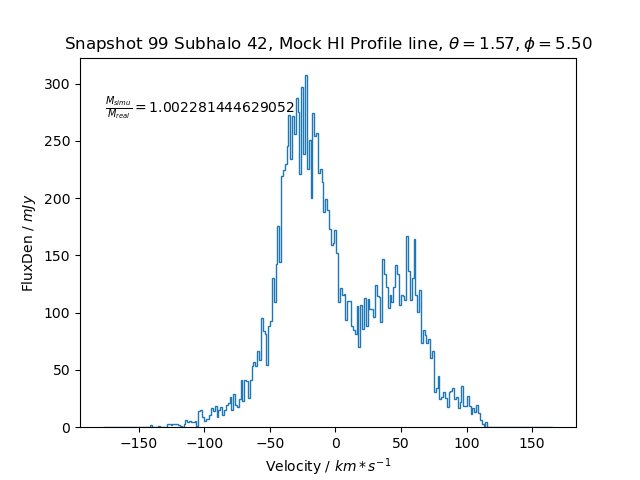 Snapshot 99 Subhalo 42, Mock HI Profile line, θ = 1.57, ϕ = 5.50
M_simu/M_real = 1.002281444629052
FluxDen / mJy
300
250
200
150
100
50
0
−150 −100 −50 0 50 100 150
Velocity / km * s⁻¹